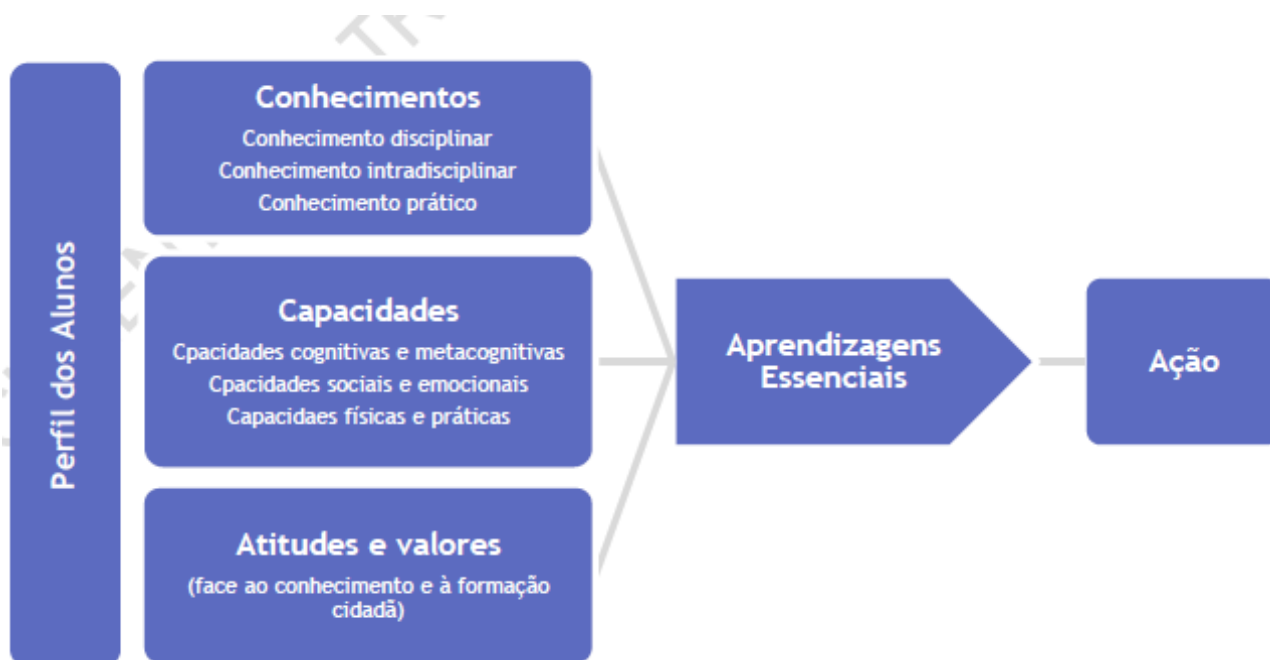 Perfil dos Alunos
Conhecimentos
Conhecimento disciplinar
Conhecimento intradisciplinar
Conhecimento prático
Capacidades
Cpacidades cognitivas e metacognitivas
Cpacidades sociais e emocionais
Capacidaes físicas e práticas
Atitudes e valores
(face ao conhecimento e à formação
cidadã)
Aprendizagens
Essenciais
Ação